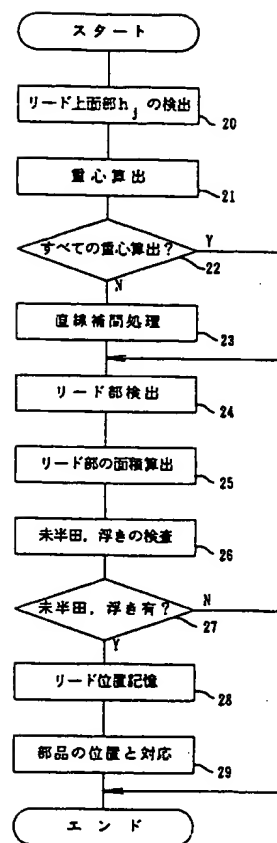 スタート
リード上面部hjの検出
20
重心算出
21
すべての重心算出?
Y
22
N
直線補間処理
23
リード部検出
24
リード部の面積算出
25
未半田,浮きの検査
26
未半田,浮き有?
N
27
Y
リード位置記憶
28
部品の位置と対応
29
エンド